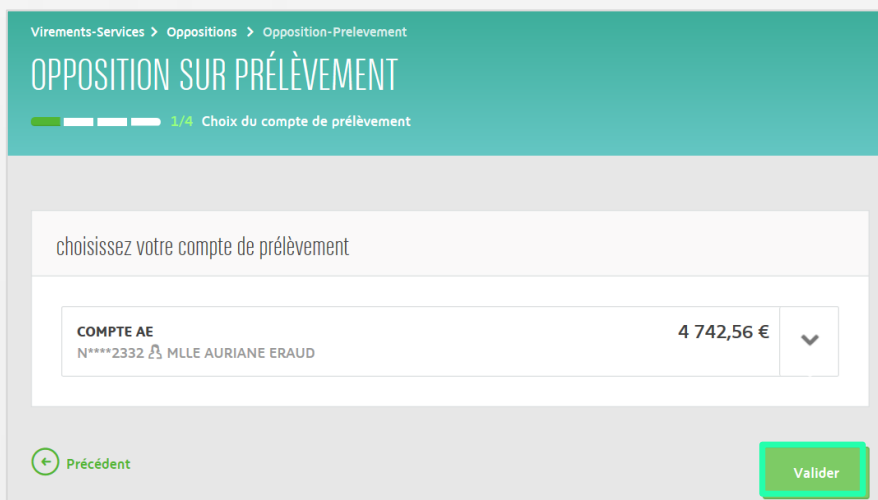 Virements-Services > Oppositions > Opposition-Prelevement
OPPOSITION SUR PRÉLÈVEMENT
1/4 Choix du compte de prélèvement
choisissez votre compte de prélèvement
COMPTE AE 4 742,56 €
N****2332 MLLE AURIANE ERAUD
Précédent Valider